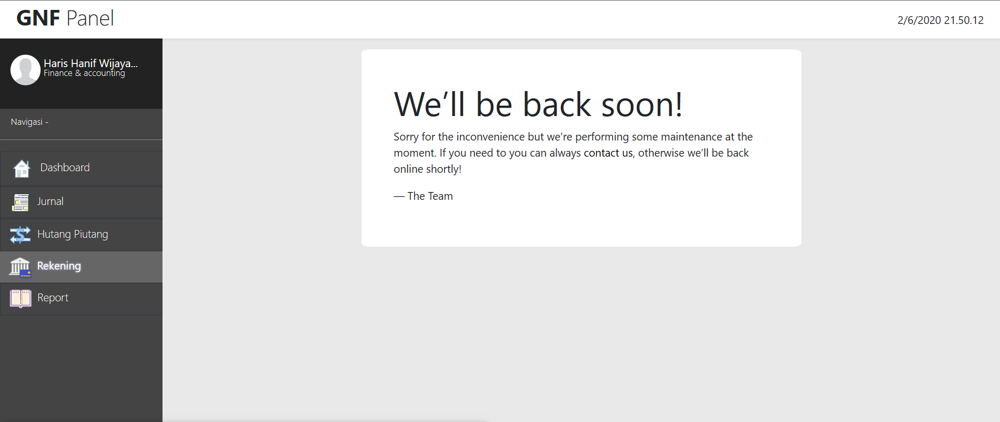 GNF Panel
2/6/2020 21.50.12
Haris Hanif Wijaya...
Finance & accounting
Navigasi -
Dashboard
Jurnal
Hutang Piutang
Rekening
Report
We’ll be back soon!
Sorry for the inconvenience but we’re performing some maintenance at the
moment. If you need to you can always contact us, otherwise we’ll be back
online shortly!
— The Team